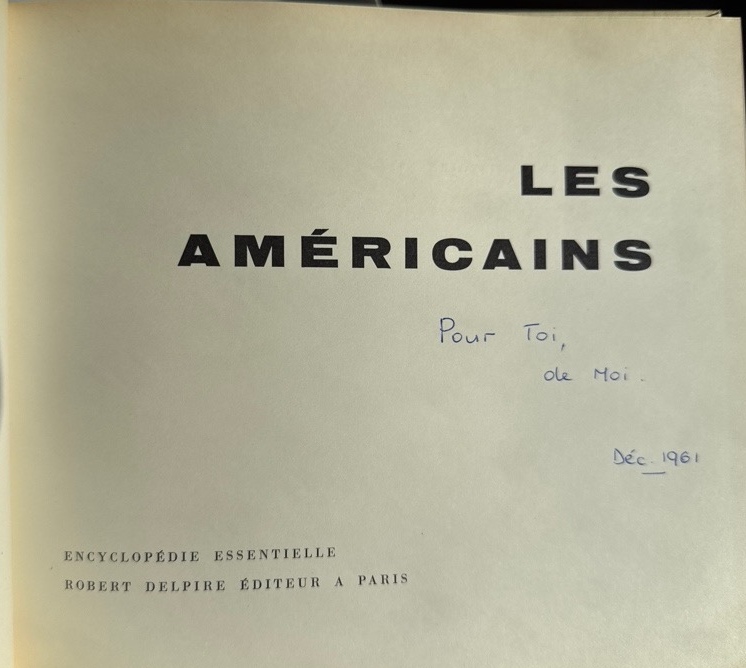 LES
AMÉRICAINS
Pour Toi,
de Moi.
Déc. 1961
ENCYCLOPÉDIE ESSENTIELLE
ROBERT DELPIRE ÉDITEUR A PARIS